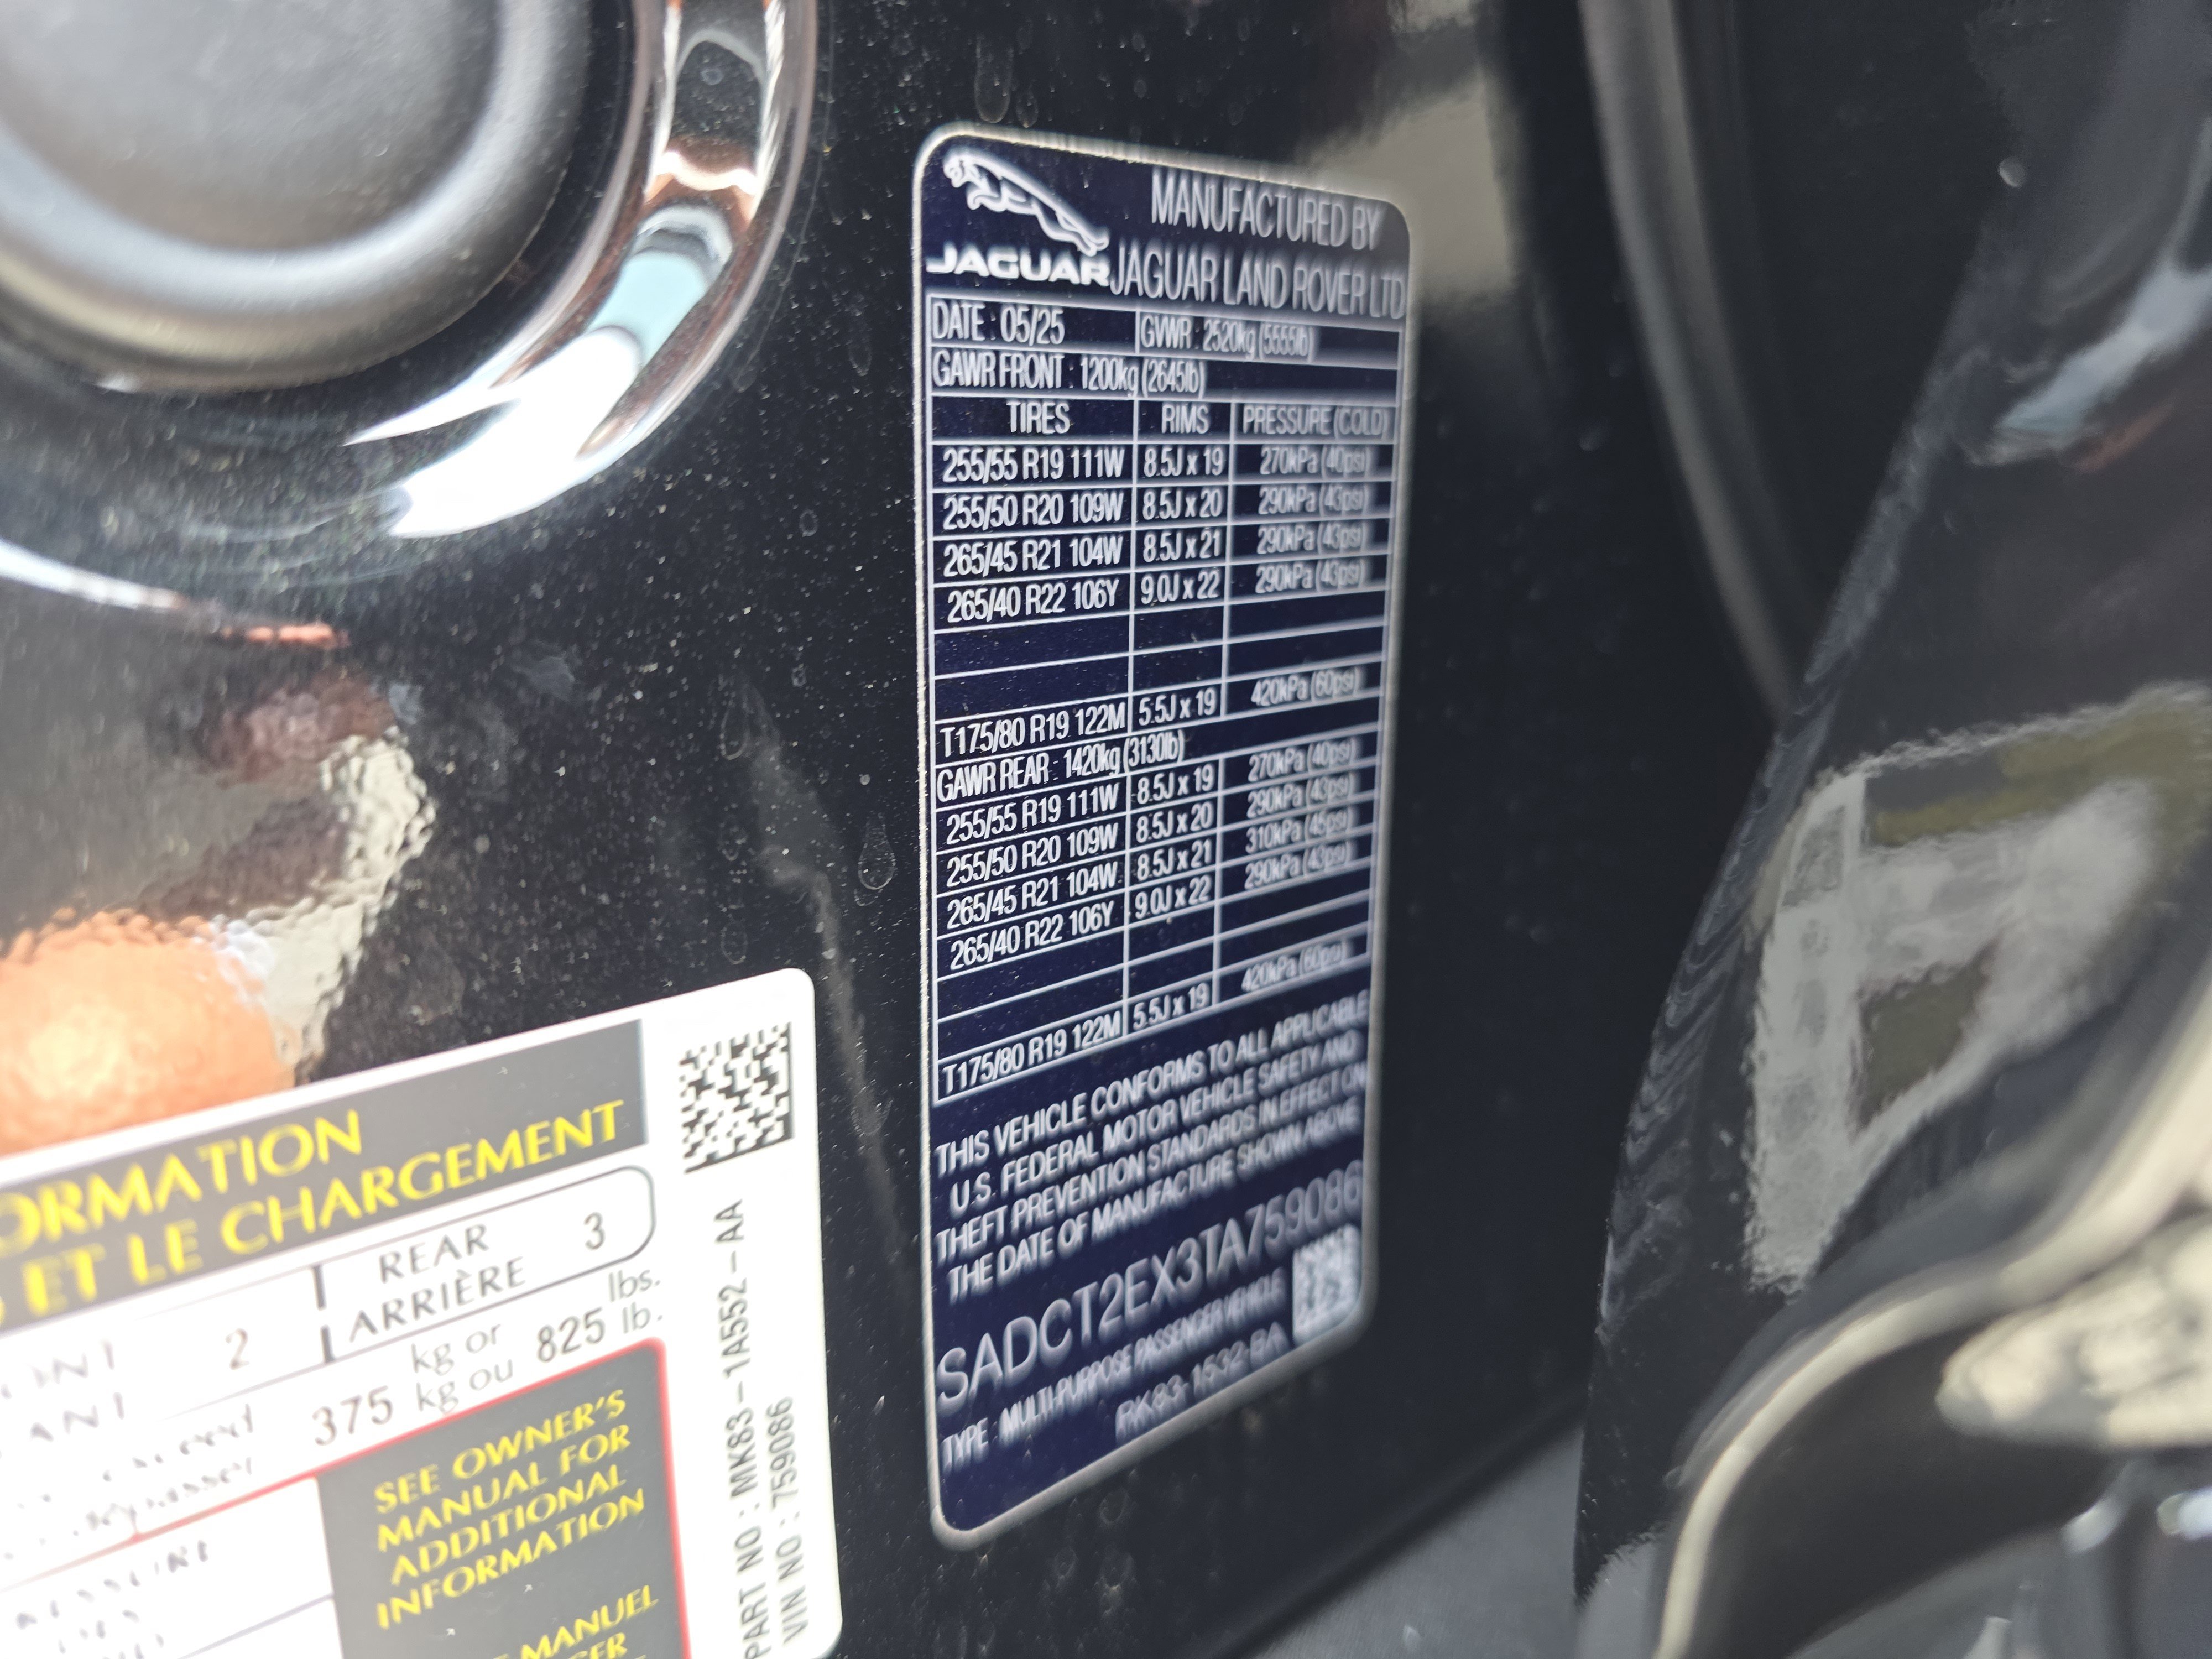 JAGUAR
MANUFACTURED BY
JAGUAR LAND ROVER LTD
DATE : 05/25 GVWR : 2520kg (5555lb)
GAWR FRONT : 1200kg (2645lb)
TIRES RIMS PRESSURE (COLD)
255/55 R19 111W 8.5J x 19 270kPa (40psi)
255/50 R20 109W 8.5J x 20 290kPa (43psi)
265/45 R21 104W 8.5J x 21 290kPa (43psi)
265/40 R22 106Y 9.0J x 22 290kPa (43psi)
T175/80 R19 122M 5.5J x 19 420kPa (60psi)
GAWR REAR : 1420kg (3130lb)
255/55 R19 111W 8.5J x 19 270kPa (40psi)
255/50 R20 109W 8.5J x 20 290kPa (43psi)
265/45 R21 104W 8.5J x 21 310kPa (45psi)
265/40 R22 106Y 9.0J x 22 290kPa (43psi)
T175/80 R19 122M 5.5J x 19 420kPa (60psi)
THIS VEHICLE CONFORMS TO ALL APPLICABLE
U.S. FEDERAL MOTOR VEHICLE SAFETY AND
THEFT PREVENTION STANDARDS IN EFFECT ON
THE DATE OF MANUFACTURE SHOWN ABOVE
SADCT2EX3TA759086
TYPE : MULTI-PURPOSE PASSENGER VEHICLE
RK83-1532-BA
ORMATION
ET LE CHARGEMENT
2 REAR 3
ARRIÈRE
375 kg or 825 lbs.
kg ou lb.
SEE OWNER'S
MANUAL FOR
ADDITIONAL
INFORMATION
MANUEL
PART NO : MK83-1A552-AA
VIN NO : 759086